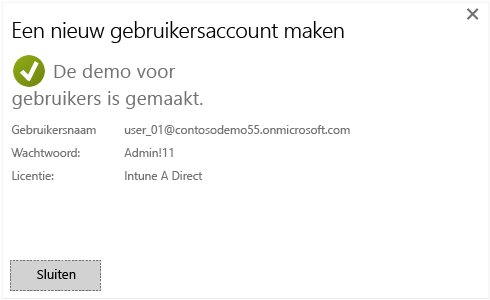 Een nieuw gebruikersaccount maken
De demo voor
gebruikers is gemaakt.
Gebruikersnaam user_01@contosodemo55.onmicrosoft.com
Wachtwoord: Admin!11
Licentie: Intune A Direct
Sluiten